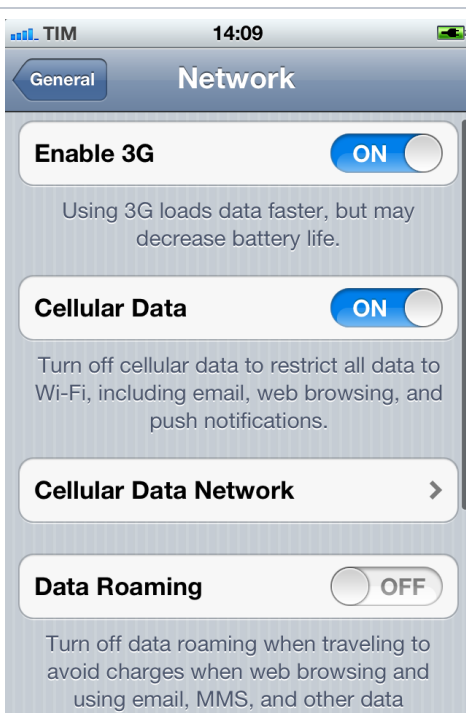 TIM 14:09
General Network
Enable 3G ON
Using 3G loads data faster, but may
decrease battery life.
Cellular Data ON
Turn off cellular data to restrict all data to
Wi-Fi, including email, web browsing, and
push notifications.
Cellular Data Network
Data Roaming OFF
Turn off data roaming when traveling to
avoid charges when web browsing and
using email, MMS, and other data